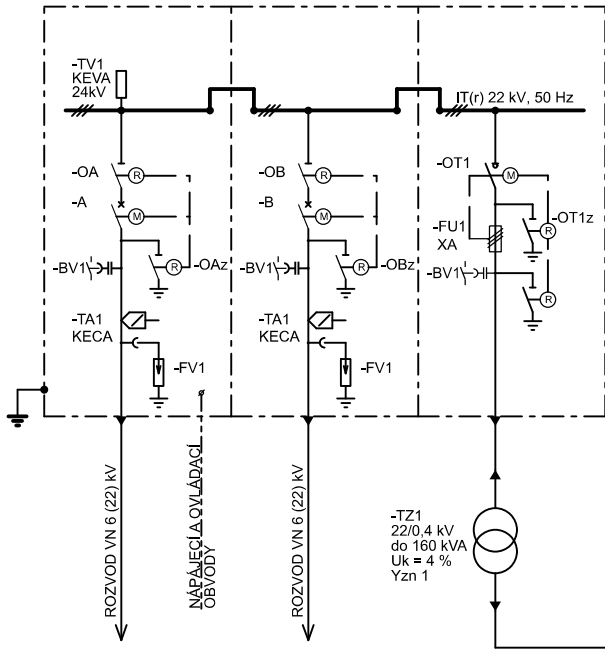 -TV1
KEVA
24kV
IT(r) 22 kV, 50 Hz
-OA
R
-A
M
-BV1
R
-OAz
-TA1
KECA
-FV1
-OB
R
-B
M
-BV1
R
-OBz
-TA1
KECA
-FV1
-OT1
M
-OT1z
R
-FU1
XA
-BV1
R
ROZVOD VN 6 (22) kV
NÁPÁJECÍ A OVLÁDACÍ
OBVODY
ROZVOD VN 6 (22) kV
-TZ1
22/0,4 kV
do 160 kVA
Uk = 4 %
Yzn 1